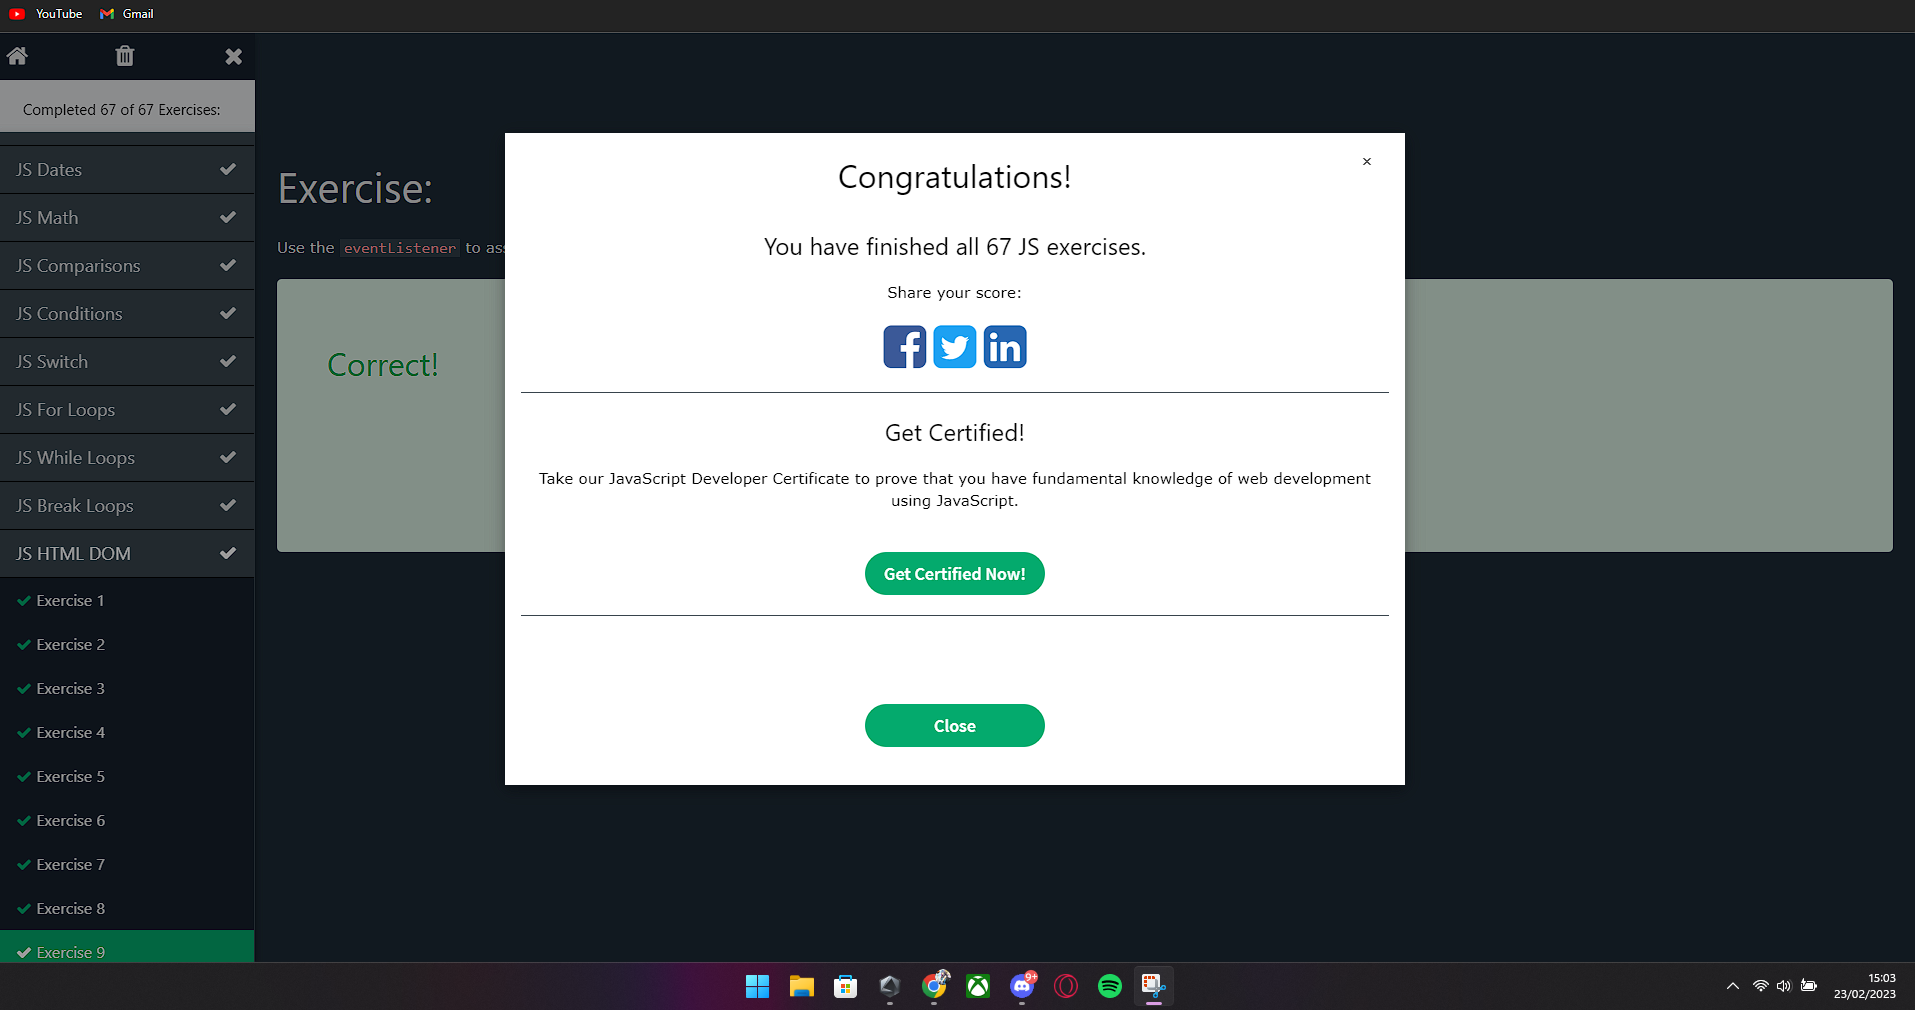 YouTube
Gmail
Completed 67 of 67 Exercises:
JS Dates
JS Math
JS Comparisons
JS Conditions
JS Switch
JS For Loops
JS While Loops
JS Break Loops
JS HTML DOM
Exercise 1
Exercise 2
Exercise 3
Exercise 4
Exercise 5
Exercise 6
Exercise 7
Exercise 8
Exercise 9
Exercise:
Use the eventListener to
Correct!
×
Congratulations!
You have finished all 67 JS exercises.
Share your score:
Get Certified!
Take our JavaScript Developer Certificate to prove that you have fundamental knowledge of web development
using JavaScript.
Get Certified Now!
Close
9+
15:03
23/02/2023